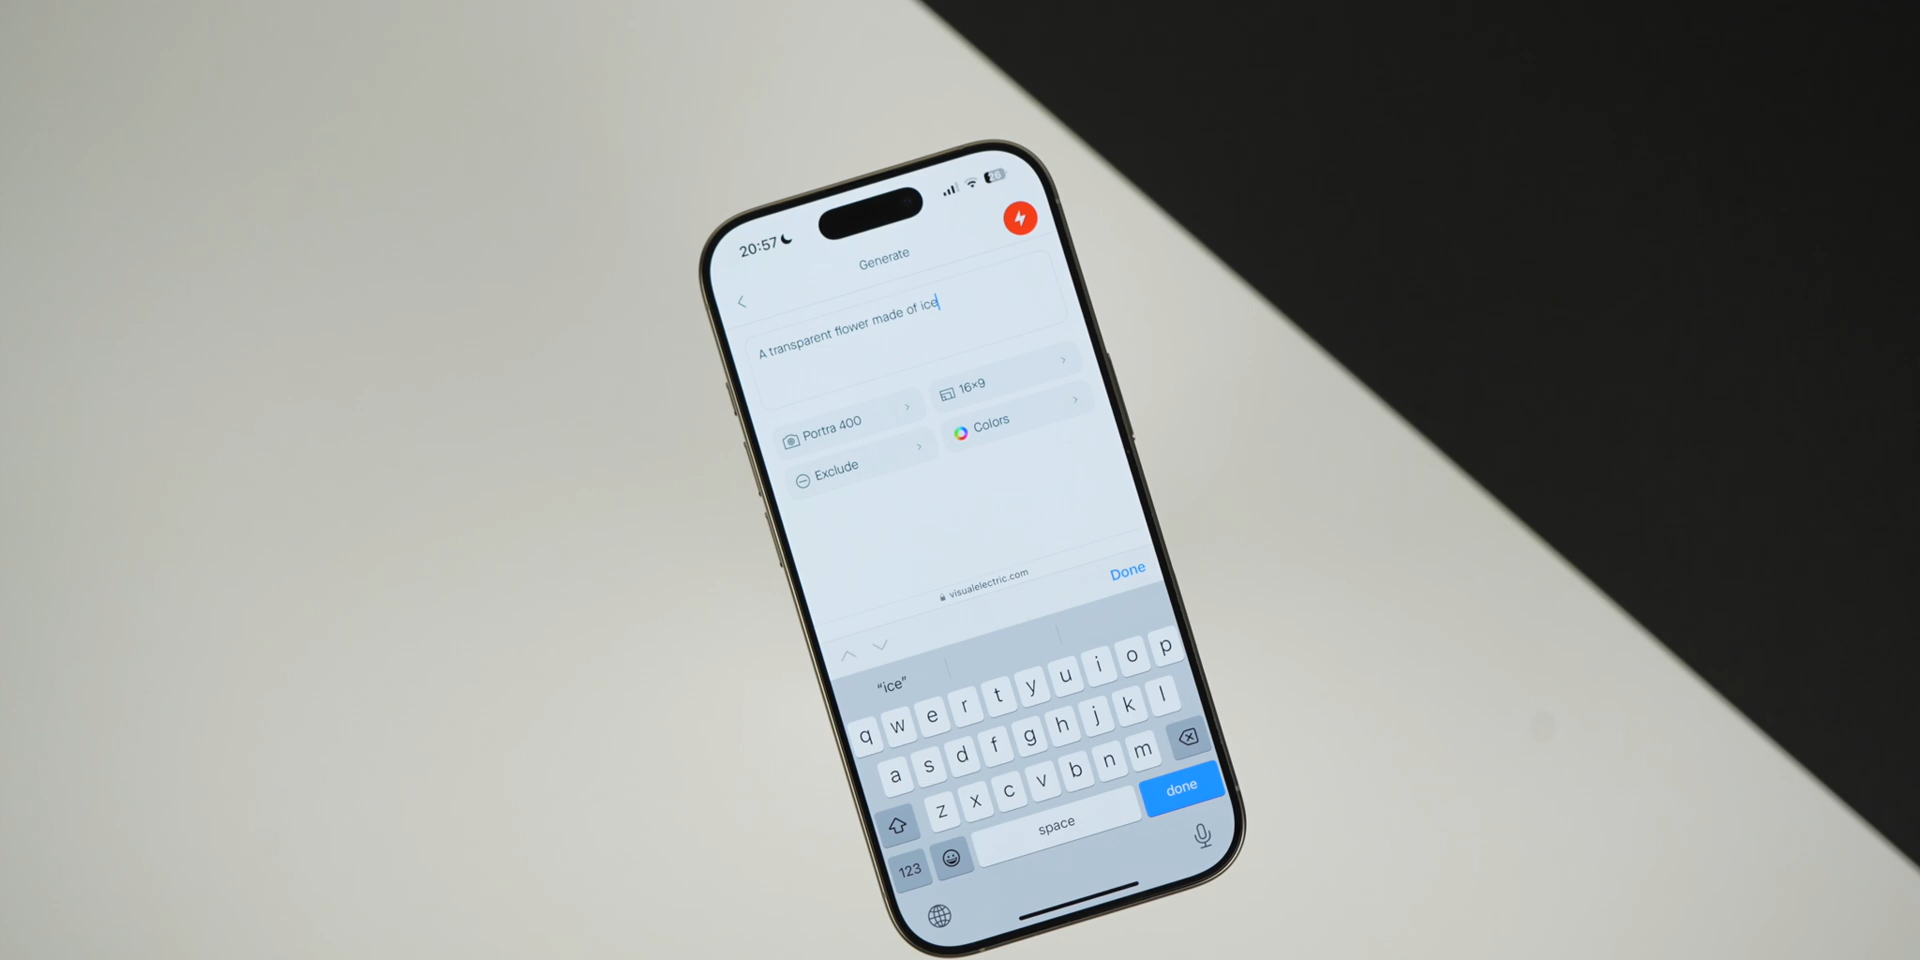 20:57
26
Generate
A transparent flower made of ice
Portra 400
16×9
Exclude
Colors
visualelectric.com
Done
“ice”
q w e r t y u i o p
a s d f g h j k l
z x c v b n m
123
space
done